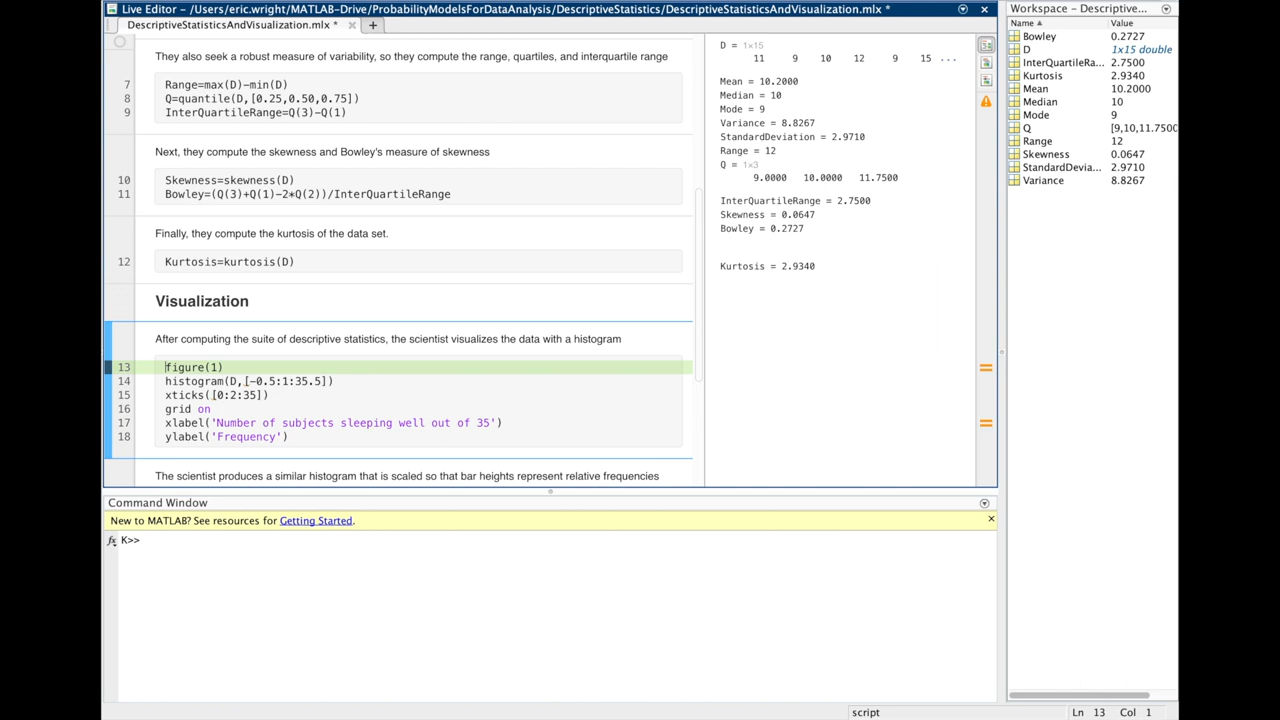 Live Editor - /Users/eric.wright/MATLAB-Drive/ProbabilityModelsForDataAnalysis/DescriptiveStatistics/DescriptiveStatisticsAndVisualization.mlx *
DescriptiveStatisticsAndVisualization.mlx *
They also seek a robust measure of variability, so they compute the range, quartiles, and interquartile range
7 Range=max(D)-min(D)
8 Q=quantile(D,[0.25,0.50,0.75])
9 InterQuartileRange=Q(3)-Q(1)
Next, they compute the skewness and Bowley's measure of skewness
10 Skewness=skewness(D)
11 Bowley=(Q(3)+Q(1)-2*Q(2))/InterQuartileRange
Finally, they compute the kurtosis of the data set.
12 Kurtosis=kurtosis(D)
Visualization
After computing the suite of descriptive statistics, the scientist visualizes the data with a histogram
13 figure(1)
14 histogram(D,[-0.5:1:35.5])
15 xticks([0:2:35])
16 grid on
17 xlabel('Number of subjects sleeping well out of 35')
18 ylabel('Frequency')
The scientist produces a similar histogram that is scaled so that bar heights represent relative frequencies
D = 1×15
11 9 10 12 9 15 ...
Mean = 10.2000
Median = 10
Mode = 9
Variance = 8.8267
StandardDeviation = 2.9710
Range = 12
Q = 1×3
9.0000 10.0000 11.7500
InterQuartileRange = 2.7500
Skewness = 0.0647
Bowley = 0.2727
Kurtosis = 2.9340
Workspace - Descriptive...
Name Value
Bowley 0.2727
D 1x15 double
InterQuartileRa... 2.7500
Kurtosis 2.9340
Mean 10.2000
Median 10
Mode 9
Q [9,10,11.7500
Range 12
Skewness 0.0647
StandardDevia... 2.9710
Variance 8.8267
Command Window
New to MATLAB? See resources for Getting Started.
fx K>>
script Ln 13 Col 1